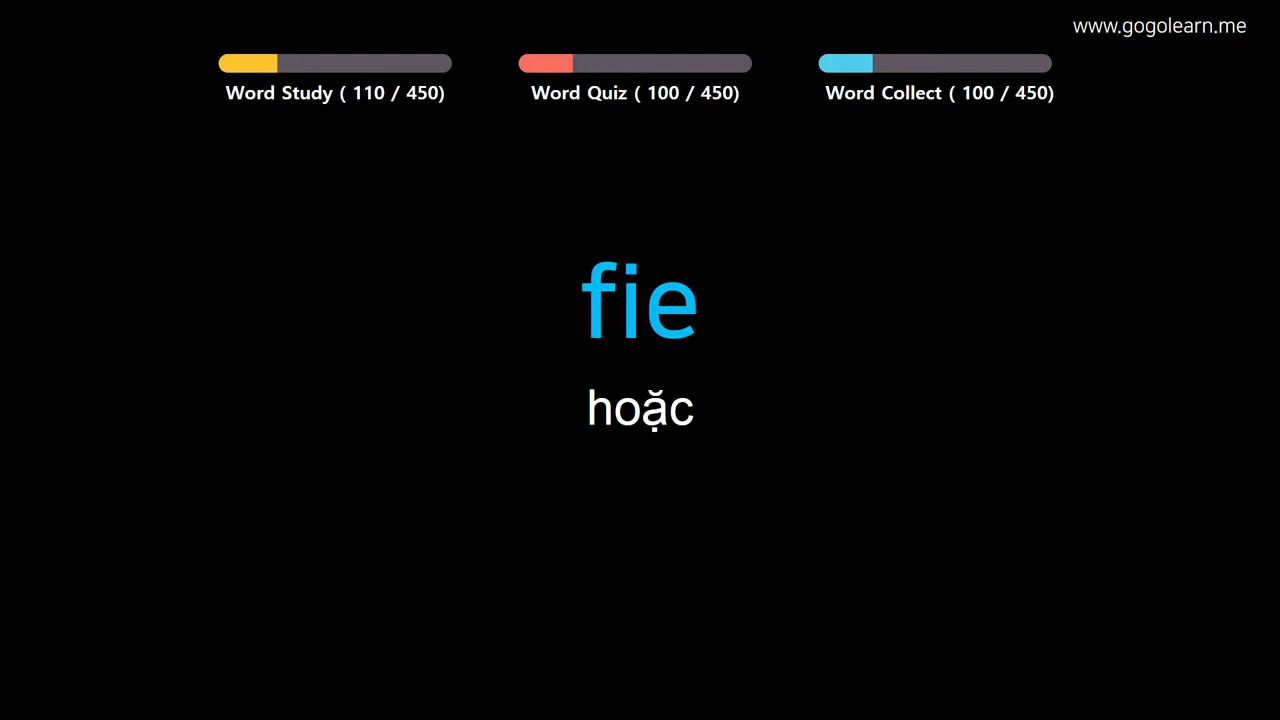 www.gogolearn.me
Word Study ( 110 / 450)
Word Quiz ( 100 / 450)
Word Collect ( 100 / 450)
fie
hoặc